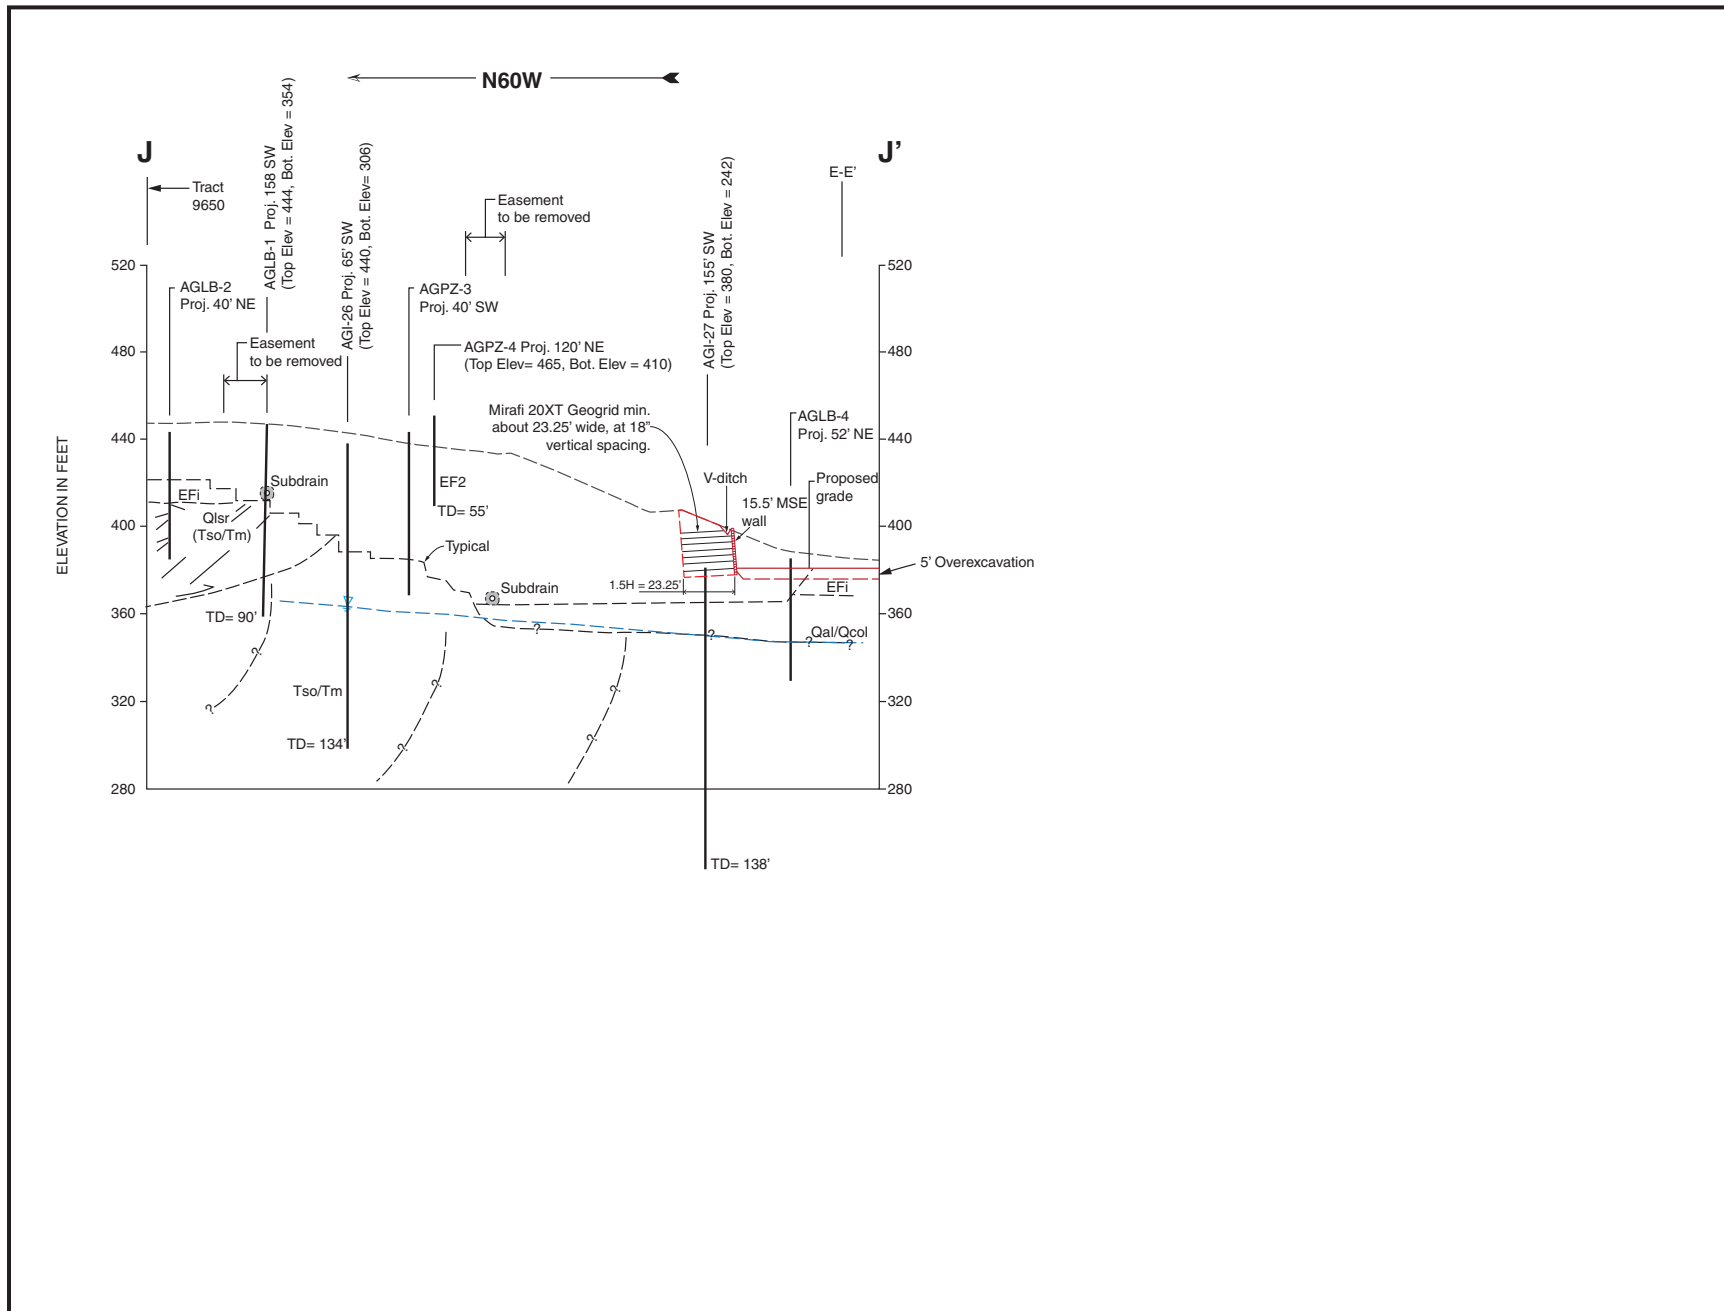 N60W
J
J’
Tract
9650
AGLB-1 Proj. 158 SW
(Top Elev = 444, Bot. Elev = 354)
AGI-26 Proj. 65’ SW
(Top Elev = 440, Bot. Elev= 306)
Easement
to be removed
AGI-27 Proj. 155’ SW
(Top Elev = 380, Bot. Elev = 242)
E-E’
520
520
AGLB-2
Proj. 40’ NE
AGPZ-3
Proj. 40’ SW
Easement
to be removed
AGPZ-4 Proj. 120’ NE
(Top Elev= 465, Bot. Elev = 410)
480
480
Mirafi 20XT Geogrid min.
about 23.25’ wide, at 18”
vertical spacing.
AGLB-4
Proj. 52’ NE
440
440
ELEVATION IN FEET
Subdrain
EF2
V-ditch
Proposed
grade
EFi
15.5’ MSE
wall
TD= 55’
Qlsr
(Tso/Tm)
400
400
Typical
5’ Overexcavation
Subdrain
1.5H = 23.25’
EFi
360
360
TD= 90’
?
?
?
?
Qal/Qcol
?
?
?
?
Tso/Tm
320
320
?
TD= 134’
?
?
280
280
TD= 138’